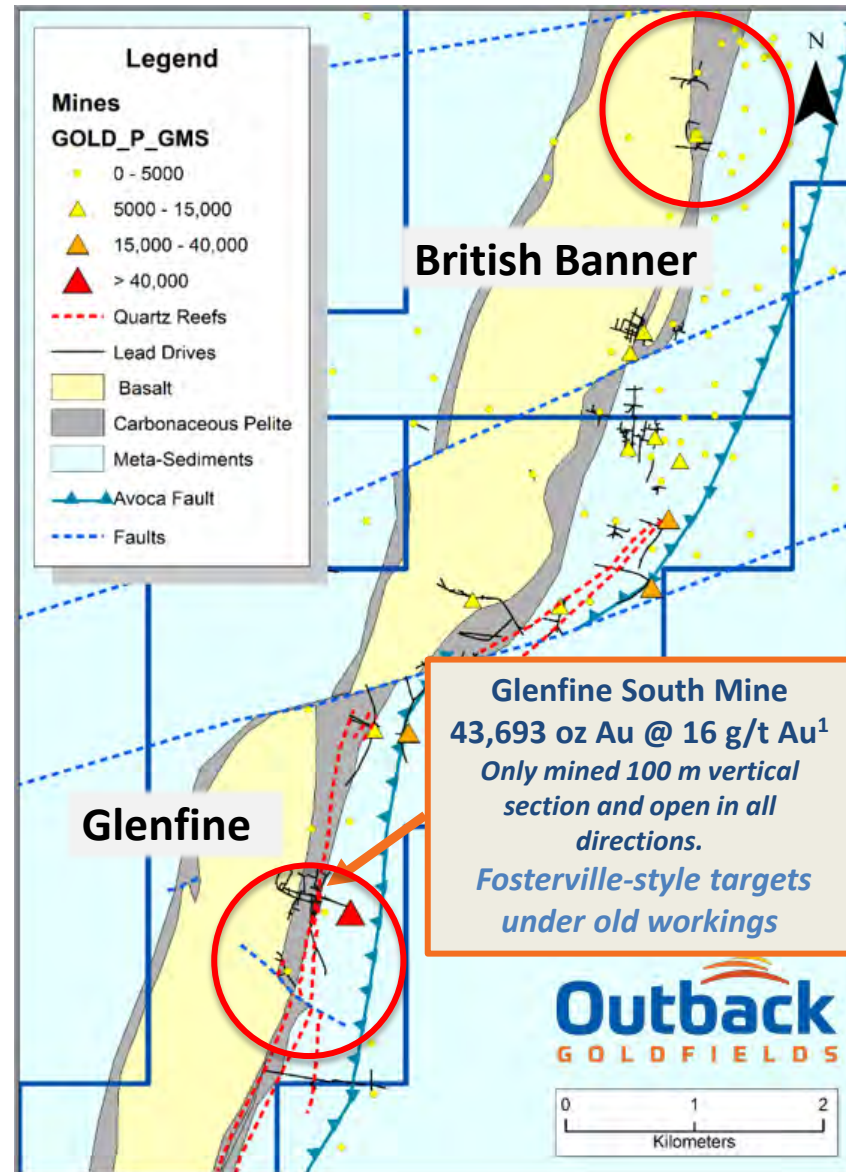 Legend
Mines
GOLD_P_GMS
0 - 5000
5000 - 15,000
15,000 - 40,000
> 40,000
Quartz Reefs
Lead Drives
Basalt
Carbonaceous Pelite
Meta-Sediments
Avoca Fault
Faults
N
British Banner
Glenfine
Glenfine South Mine
43,693 oz Au @ 16 g/t Au¹
Only mined 100 m vertical
section and open in all
directions.
Fosterville-style targets
under old workings
Outback
GOLDFIELDS
0 1 2
Kilometers